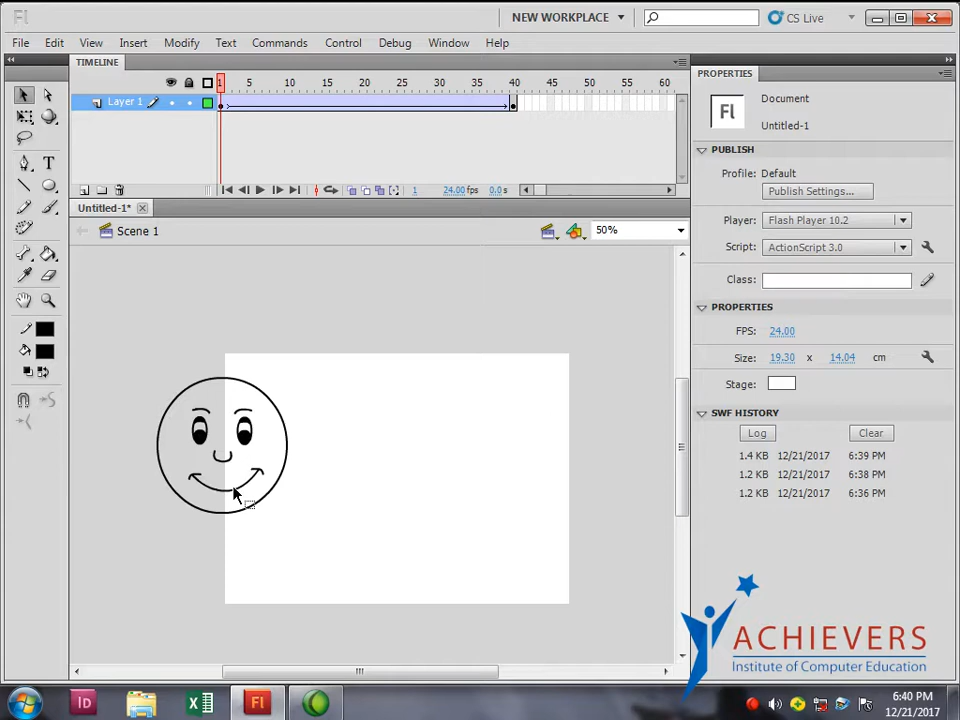 Fl
NEW WORKPLACE
CS Live
File Edit View Insert Modify Text Commands Control Debug Window Help
TIMELINE
PROPERTIES
1 5 10 15 20 25 30 35 40 45 50 55 60
Layer 1
Fl
Document
Untitled-1
PUBLISH
Profile: Default
Publish Settings...
1 24.00 fps 0.0 s
Untitled-1*
Player: Flash Player 10.2
Scene 1
50%
Script: ActionScript 3.0
Class:
PROPERTIES
FPS: 24.00
Size: 19.30 x 14.04 cm
Stage:
SWF HISTORY
Log Clear
1.4 KB 12/21/2017 6:39 PM
1.2 KB 12/21/2017 6:38 PM
1.2 KB 12/21/2017 6:36 PM
T
ACHIEVERS
Institute of Computer Education
Id
Fl
6:40 PM
12/21/2017